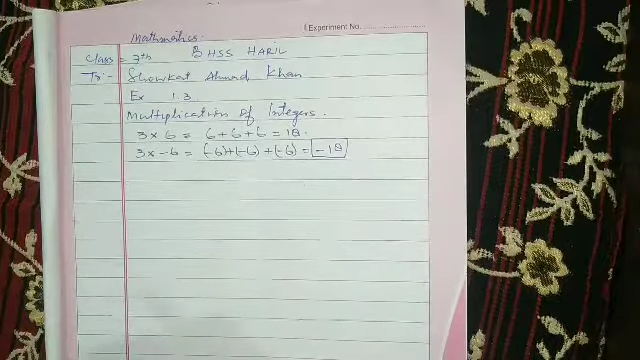 Experiment No.
Mathematics.
Class = 7th BHSS HARIL
Tr:- Showkat Ahmad Khan
Ex 1.3
Multiplication of Integers.
3 x 6 = 6 + 6 + 6 = 18.
3 x - 6 = (-6) + (-6) + (-6) = -18